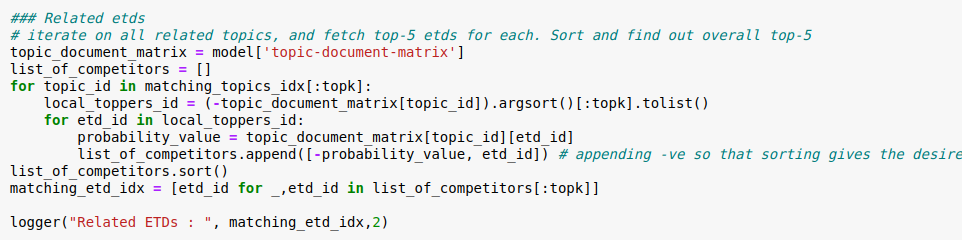 ### Related etds
# iterate on all related topics, and fetch top-5 etds for each. Sort and find out overall top-5
topic_document_matrix = model['topic-document-matrix']
list_of_competitors = []
for topic_id in matching_topics_idx[:topk]:
    local_toppers_id = (-topic_document_matrix[topic_id]).argsort()[:topk].tolist()
    for etd_id in local_toppers_id:
        probability_value = topic_document_matrix[topic_id][etd_id]
        list_of_competitors.append([-probability_value, etd_id]) # appending -ve so that sorting gives the desire
list_of_competitors.sort()
matching_etd_idx = [etd_id for _,etd_id in list_of_competitors[:topk]]

logger("Related ETDs : ", matching_etd_idx,2)